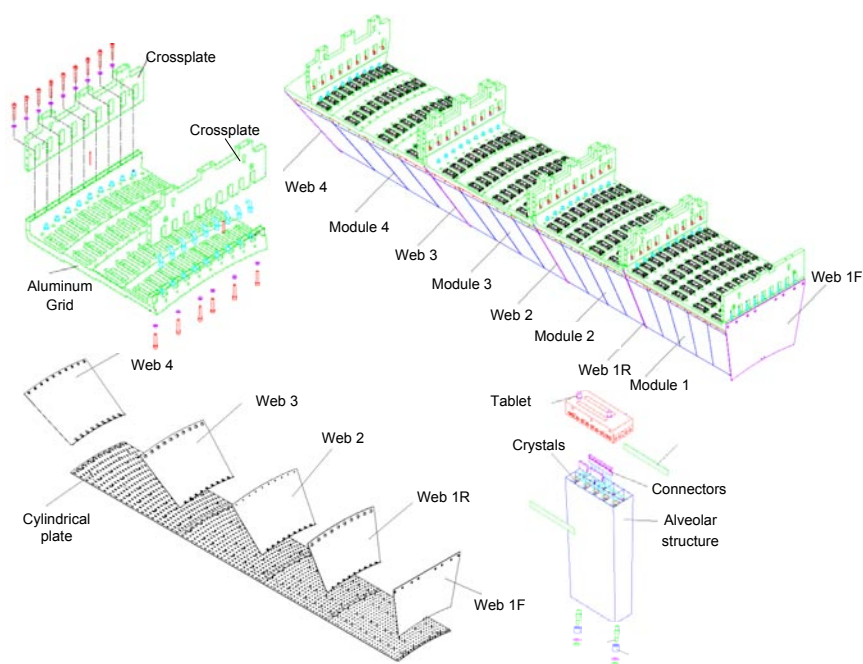 Crossplate
Crossplate
Aluminum
Grid
Web 4
Module 4
Web 3
Module 3
Web 2
Module 2
Web 1R
Module 1
Web 1F
Web 4
Web 3
Web 2
Web 1R
Web 1F
Cylindrical
plate
Tablet
Crystals
Connectors
Alveolar
structure